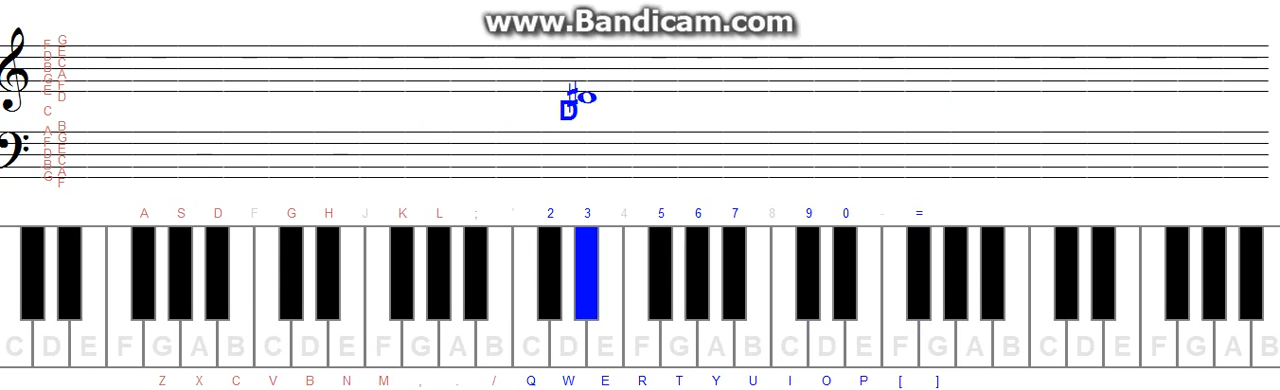 www.Bandicam.com
F G
D E
B C
G A
E F
D
C
A B
F G
D E
B C
G A
F
D
A S D F G H J K L ; ' 2 3 4 5 6 7 8 9 0 - =
C D E F G A B C D E F G A B C D E F G A B C D E F G A B C D E F G A B
Z X C V B N M , . / Q W E R T Y U I O P [ ]